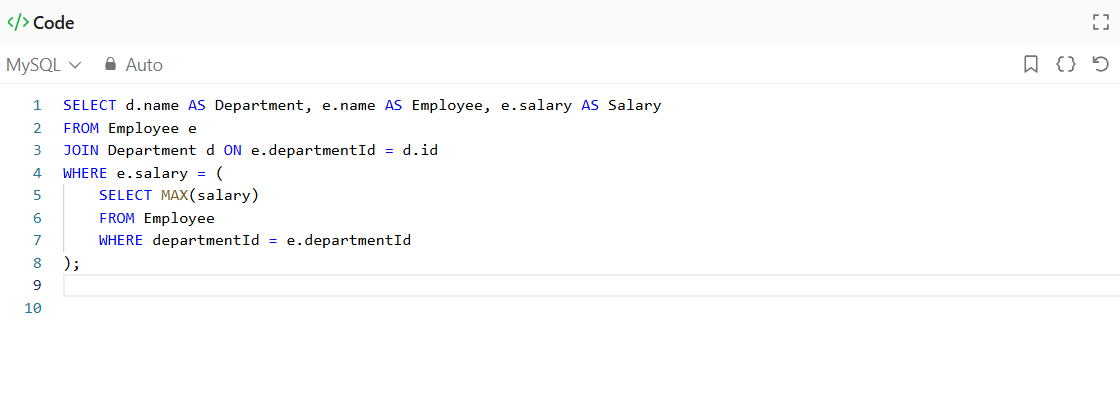 </> Code
MySQL Auto
1 SELECT d.name AS Department, e.name AS Employee, e.salary AS Salary
2 FROM Employee e
3 JOIN Department d ON e.departmentId = d.id
4 WHERE e.salary = (
5     SELECT MAX(salary)
6     FROM Employee
7     WHERE departmentId = e.departmentId
8 );
9
10